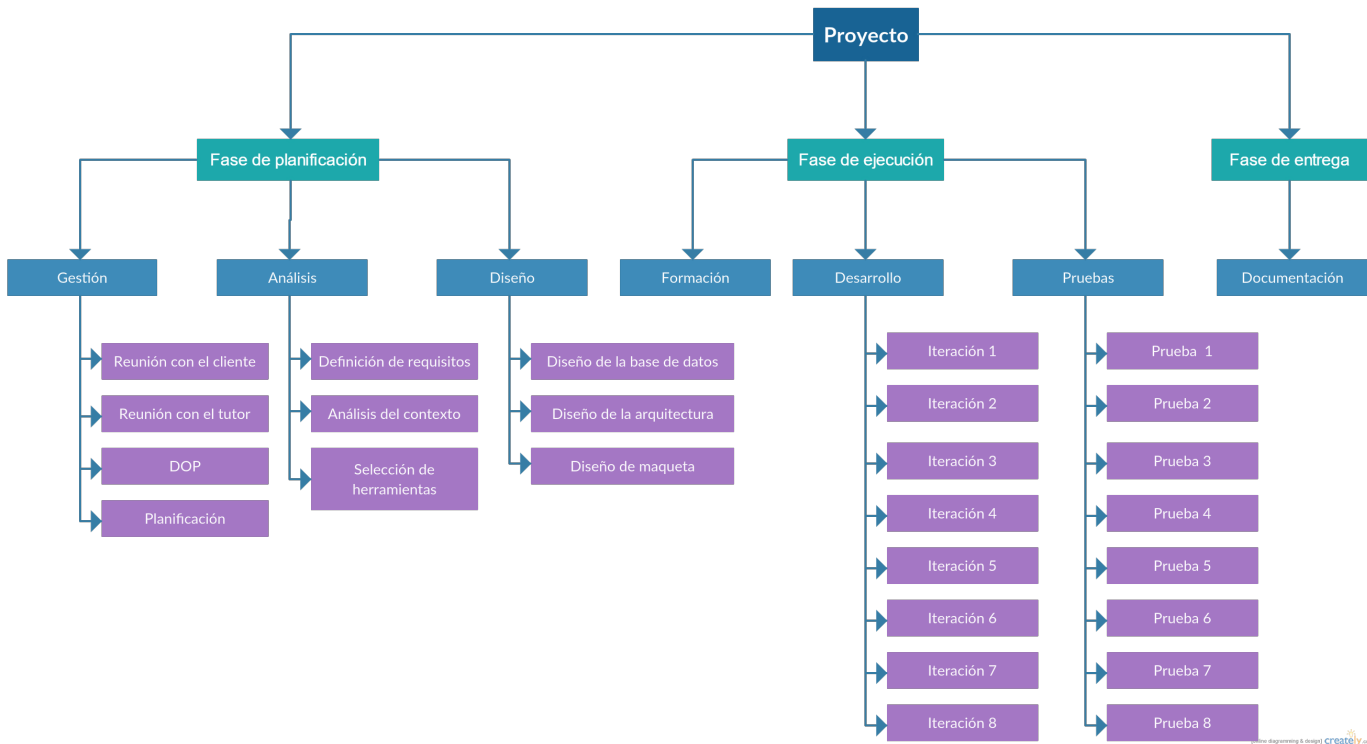 Proyecto
Fase de planificación
Fase de ejecución
Fase de entrega
Gestión
Análisis
Diseño
Formación
Desarrollo
Pruebas
Documentación
Reunión con el cliente
Reunión con el tutor
DOP
Planificación
Definición de requisitos
Análisis del contexto
Selección de
herramientas
Diseño de la base de datos
Diseño de la arquitectura
Diseño de maqueta
Iteración 1
Iteración 2
Iteración 3
Iteración 4
Iteración 5
Iteración 6
Iteración 7
Iteración 8
Prueba 1
Prueba 2
Prueba 3
Prueba 4
Prueba 5
Prueba 6
Prueba 7
Prueba 8
diagramming & design] creately